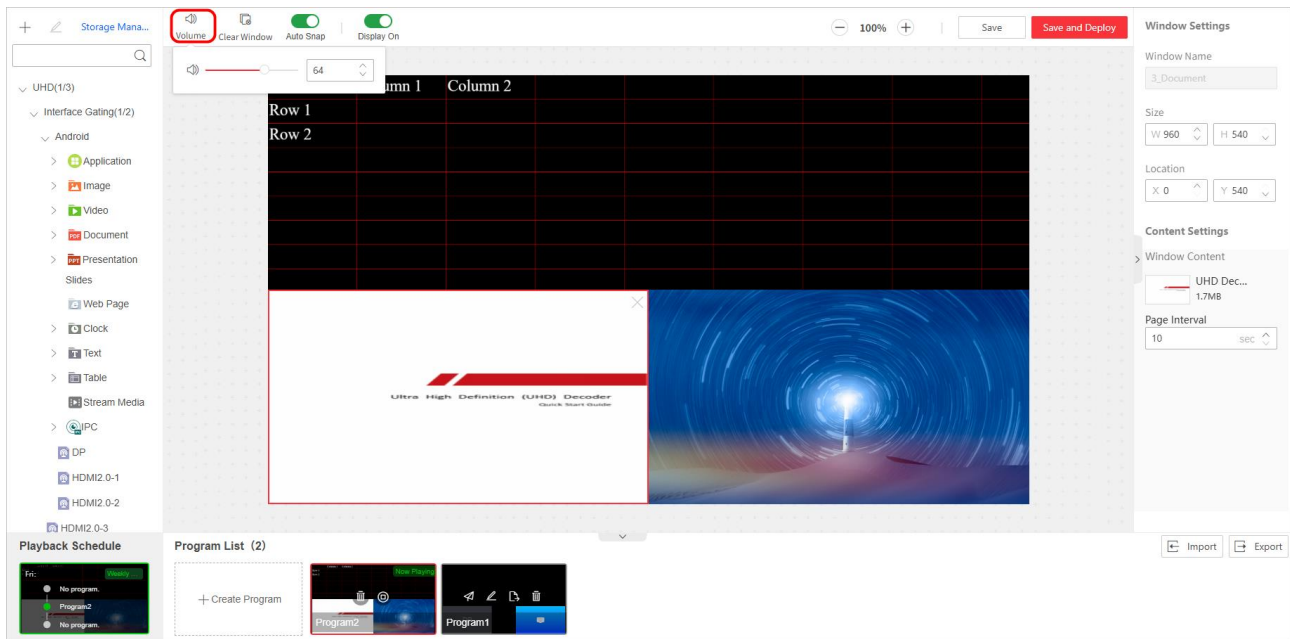 Storage Mana...
Volume
Clear Window
Auto Snap
Display On
100%
Save
Save and Deploy
64
UHD(1/3)
Interface Gating(1/2)
Android
Application
Image
Video
Document
Presentation
Slides
Web Page
Clock
Text
Table
Stream Media
IPC
DP
HDMI2.0-1
HDMI2.0-2
HDMI2.0-3
umn 1 Column 2
Row 1
Row 2
Ultra High Definition (UHD) Decoder
Quick Start Guide
Window Settings
Window Name
3_Document
Size
W 960 H 540
Location
X 0 Y 540
Content Settings
Window Content
UHD Dec...
1.7MB
Page Interval
10 sec
Playback Schedule
Fri: Weekly ...
No program.
Program2
No program.
Program List (2)
Import
Export
+ Create Program
Now Playing
Program2
Program1